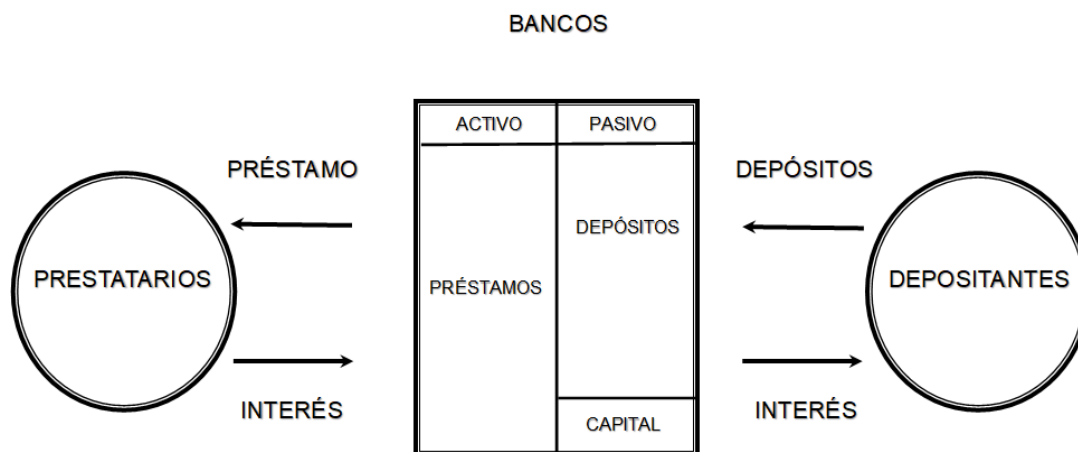 BANCOS
ACTIVO
PASIVO
PRÉSTAMO
DEPÓSITOS
DEPÓSITOS
PRESTATARIOS
PRÉSTAMOS
DEPOSITANTES
INTERÉS
INTERÉS
CAPITAL